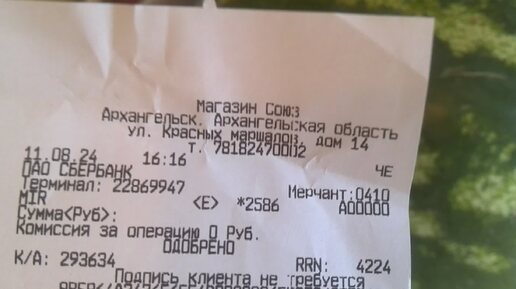 Магазин Союз
Архангельск. Архангельская область
ул. Красных маршалов, дом 14
т. 78182470002
11.08.24 16:16 ЧЕ
ПАО СБЕРБАНК
Терминал: 22869947 Мерчант:0410
MIR <E> *2586 A00000
Сумма<Руб>:
Комиссия за операцию 0 Руб.
ОДОБРЕНО
К/А: 293634 RRN: 4224
Подпись клиента не требуется